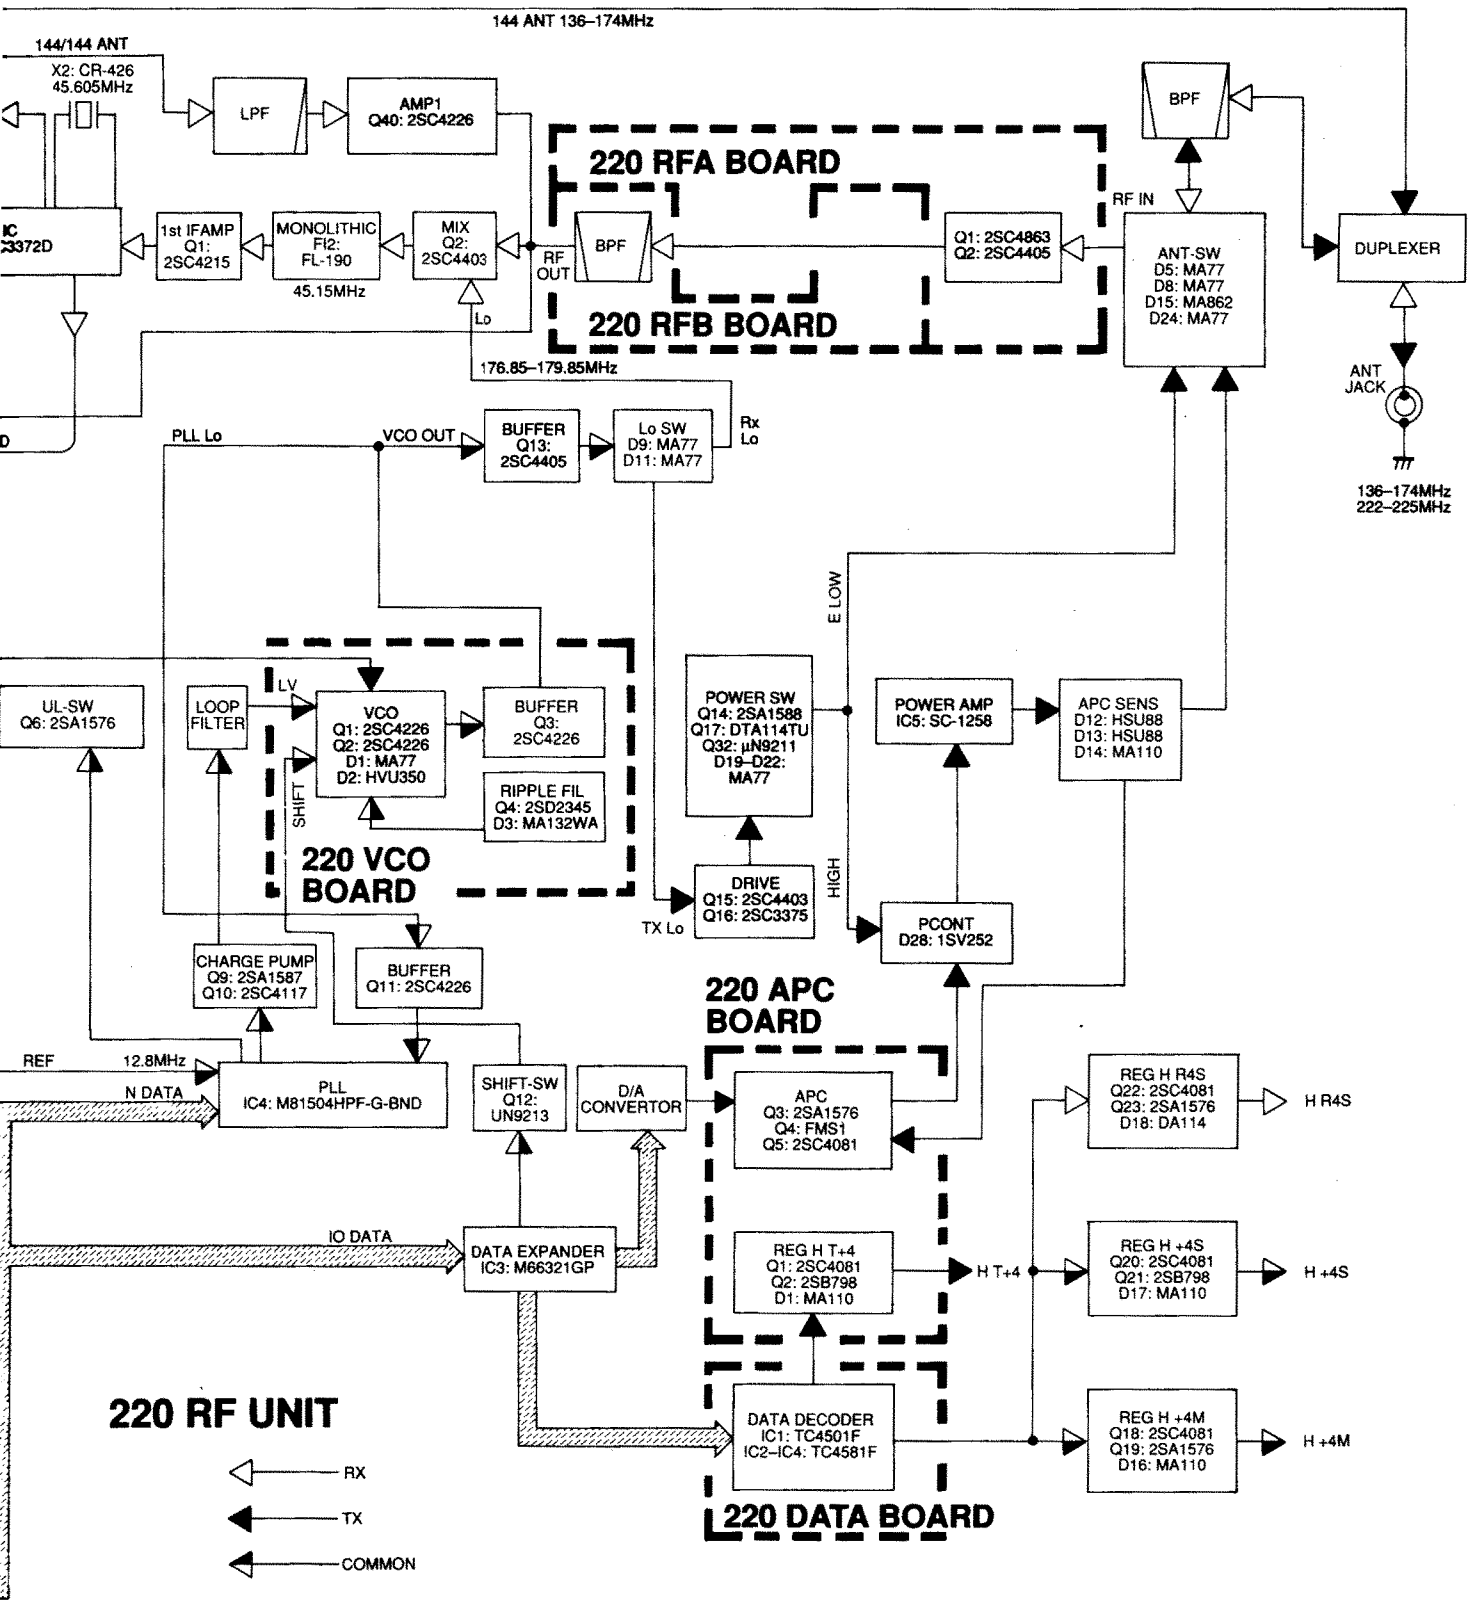 144 ANT 136–174MHz
144/144 ANT
X2: CR-426
45.605MHz
LPF
AMP1
Q40: 2SC4226
BPF
220 RFA BOARD
RF IN
IC
C3372D
1st IFAMP
Q1:
2SC4215
MONOLITHIC
FI2:
FL-190
45.15MHz
MIX
Q2:
2SC4403
RF
OUT
BPF
Q1: 2SC4863
Q2: 2SC4405
ANT-SW
D5: MA77
D8: MA77
D15: MA862
D24: MA77
DUPLEXER
Lo
220 RFB BOARD
176.85–179.85MHz
ANT
JACK
136–174MHz
222–225MHz
D
PLL Lo
VCO OUT
BUFFER
Q13:
2SC4405
Lo SW
D9: MA77
D11: MA77
Rx
Lo
E LOW
UL-SW
Q6: 2SA1576
LOOP
FILTER
LV
SHIFT
VCO
Q1: 2SC4226
Q2: 2SC4226
D1: MA77
D2: HVU350
BUFFER
Q3:
2SC4226
RIPPLE FIL
Q4: 2SD2345
D3: MA132WA
220 VCO
BOARD
POWER SW
Q14: 2SA1588
Q17: DTA114TU
Q32: μN9211
D19–D22:
MA77
POWER AMP
IC5: SC-1258
APC SENS
D12: HSU88
D13: HSU88
D14: MA110
DRIVE
Q15: 2SC4403
Q16: 2SC3375
TX Lo
HIGH
PCONT
D28: 1SV252
CHARGE PUMP
Q9: 2SA1587
Q10: 2SC4117
BUFFER
Q11: 2SC4226
220 APC
BOARD
REF
12.8MHz
N DATA
PLL
IC4: M81504HPF-G-BND
SHIFT-SW
Q12:
UN9213
D/A
CONVERTOR
APC
Q3: 2SA1576
Q4: FMS1
Q5: 2SC4081
REG H R4S
Q22: 2SC4081
Q23: 2SA1576
D18: DA114
H R4S
IO DATA
DATA EXPANDER
IC3: M66321GP
REG H T+4
Q1: 2SC4081
Q2: 2SB798
D1: MA110
H T+4
REG H +4S
Q20: 2SC4081
Q21: 2SB798
D17: MA110
H +4S
220 RF UNIT
DATA DECODER
IC1: TC4501F
IC2–IC4: TC4581F
REG H +4M
Q18: 2SC4081
Q19: 2SA1576
D16: MA110
H +4M
220 DATA BOARD
RX
TX
COMMON